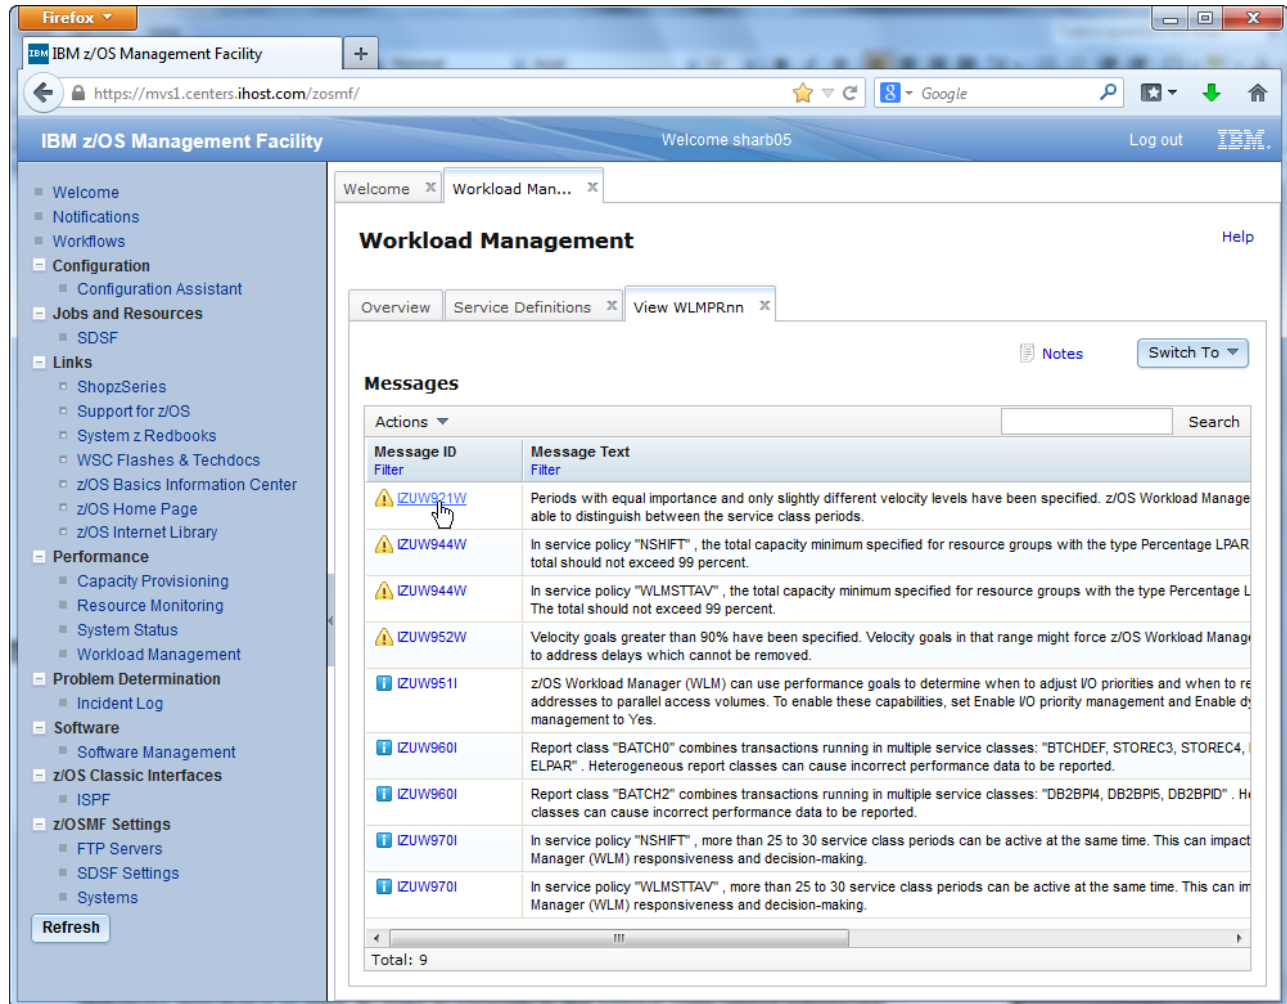 Firefox
IBM z/OS Management Facility
+
https://mvs1.centers.ihost.com/zosmf/
Google
IBM z/OS Management Facility
Welcome sharb05
Log out
IBM.
Welcome
Notifications
Workflows
Configuration
Configuration Assistant
Jobs and Resources
SDSF
Links
ShopzSeries
Support for z/OS
System z Redbooks
WSC Flashes & Techdocs
z/OS Basics Information Center
z/OS Home Page
z/OS Internet Library
Performance
Capacity Provisioning
Resource Monitoring
System Status
Workload Management
Problem Determination
Incident Log
Software
Software Management
z/OS Classic Interfaces
ISPF
z/OSMF Settings
FTP Servers
SDSF Settings
Systems
Refresh
Welcome x
Workload Man... x
Workload Management
Help
Overview
Service Definitions x
View WLMPRnn x
Notes
Switch To
Messages
Actions
Search
Message ID
Filter
Message Text
Filter
IZUW921W
Periods with equal importance and only slightly different velocity levels have been specified. z/OS Workload Manage
able to distinguish between the service class periods.
IZUW944W
In service policy "NSHIFT" , the total capacity minimum specified for resource groups with the type Percentage LPAR
total should not exceed 99 percent.
IZUW944W
In service policy "WLMSTTAV" , the total capacity minimum specified for resource groups with the type Percentage L
The total should not exceed 99 percent.
IZUW952W
Velocity goals greater than 90% have been specified. Velocity goals in that range might force z/OS Workload Manag
to address delays which cannot be removed.
IZUW951I
z/OS Workload Manager (WLM) can use performance goals to determine when to adjust I/O priorities and when to re
addresses to parallel access volumes. To enable these capabilities, set Enable I/O priority management and Enable dy
management to Yes.
IZUW960I
Report class "BATCH0" combines transactions running in multiple service classes: "BTCHDEF, STOREC3, STOREC4,
ELPAR" . Heterogeneous report classes can cause incorrect performance data to be reported.
IZUW960I
Report class "BATCH2" combines transactions running in multiple service classes: "DB2BPI4, DB2BPI5, DB2BPID" . He
classes can cause incorrect performance data to be reported.
IZUW970I
In service policy "NSHIFT" , more than 25 to 30 service class periods can be active at the same time. This can impact
Manager (WLM) responsiveness and decision-making.
IZUW970I
In service policy "WLMSTTAV" , more than 25 to 30 service class periods can be active at the same time. This can im
Manager (WLM) responsiveness and decision-making.
Total: 9